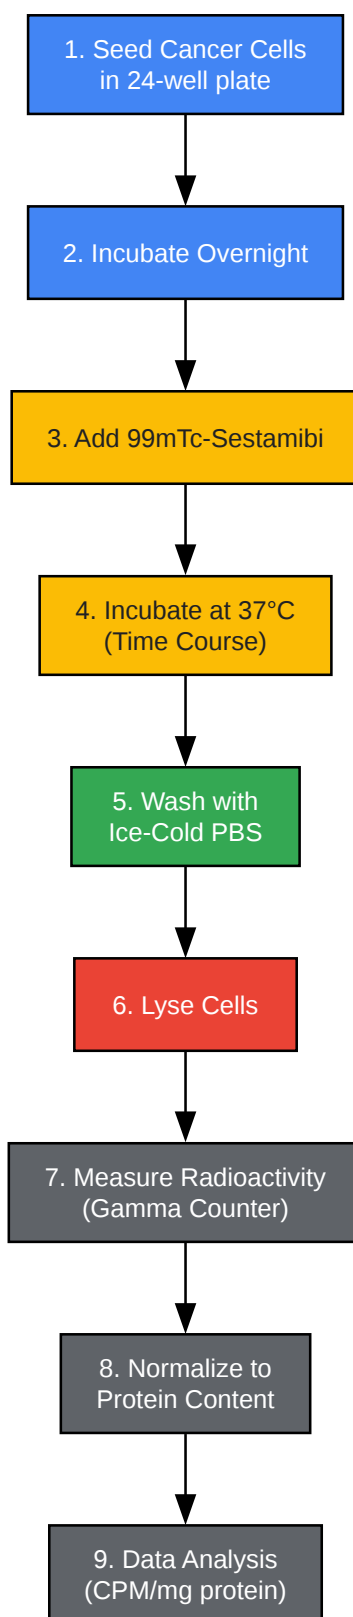 1. Seed Cancer Cells
in 24-well plate
2. Incubate Overnight
3. Add 99mTc-Sestamibi
4. Incubate at 37°C
(Time Course)
5. Wash with
Ice-Cold PBS
6. Lyse Cells
7. Measure Radioactivity
(Gamma Counter)
8. Normalize to
Protein Content
9. Data Analysis
(CPM/mg protein)